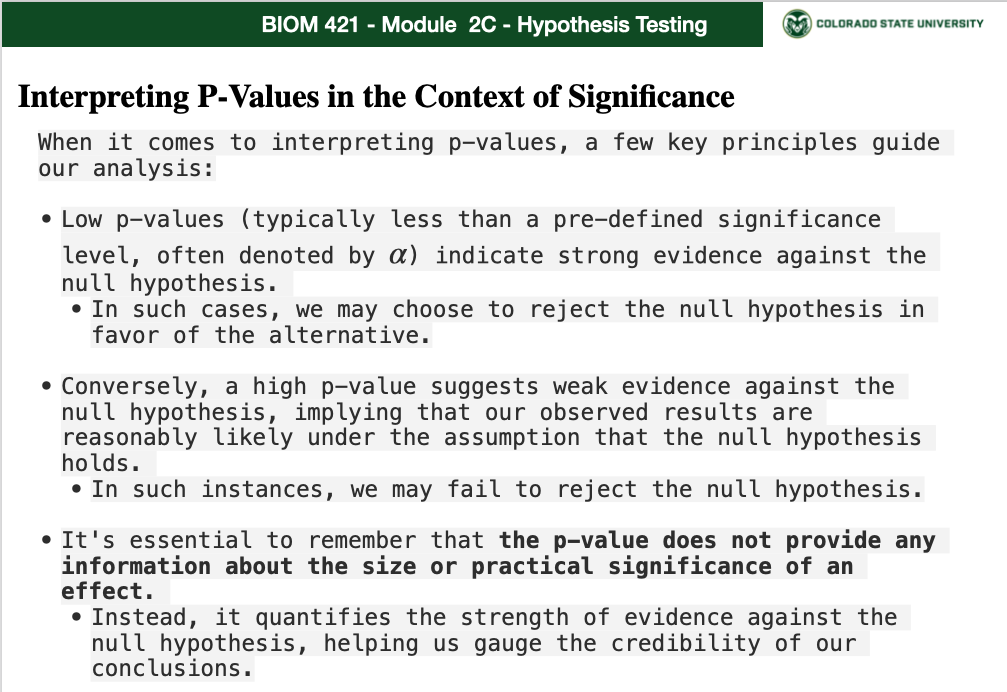 BIOM 421 - Module  2C - Hypothesis Testing
COLORADO STATE UNIVERSITY
Interpreting P-Values in the Context of Significance
When it comes to interpreting p-values, a few key principles guide
our analysis:
• Low p-values (typically less than a pre-defined significance
level, often denoted by α) indicate strong evidence against the
null hypothesis.
• In such cases, we may choose to reject the null hypothesis in
favor of the alternative.
• Conversely, a high p-value suggests weak evidence against the
null hypothesis, implying that our observed results are
reasonably likely under the assumption that the null hypothesis
holds.
• In such instances, we may fail to reject the null hypothesis.
• It's essential to remember that the p-value does not provide any
information about the size or practical significance of an
effect.
• Instead, it quantifies the strength of evidence against the
null hypothesis, helping us gauge the credibility of our
conclusions.